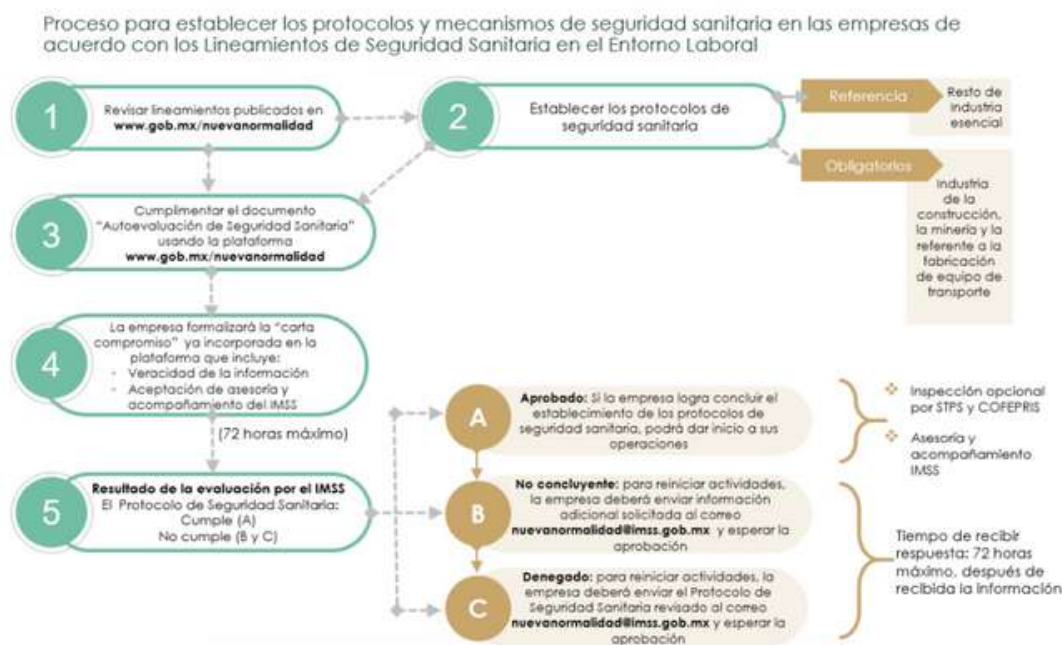 Proceso para establecer los protocolos y mecanismos de seguridad sanitaria en las empresas de
acuerdo con los Lineamientos de Seguridad Sanitaria en el Entorno Laboral
1
Revisar lineamientos publicados en
www.gob.mx/nuevanormalidad
2
Establecer los protocolos de
seguridad sanitaria
Referencia
Resto de
industria
esencial
Obligatorios
Industria
de la
construcción,
la minería y la
referente a la
fabricación
de equipo de
transporte
3
Cumplimentar el documento
"Autoevaluación de Seguridad Sanitaria"
usando la plataforma
www.gob.mx/nuevanormalidad
4
La empresa formalizará la "carta
compromiso" ya incorporada en la
plataforma que incluye:
• Veracidad de la información
• Aceptación de asesoría y
acompañamiento del IMSS
(72 horas máximo)
5
Resultado de la evaluación por el IMSS
El Protocolo de Seguridad Sanitaria:
Cumple (A)
No cumple (B y C)
A
Aprobado: Si la empresa logra concluir el
establecimiento de los protocolos de
seguridad sanitaria, podrá dar inicio a sus
operaciones
❖ Inspección opcional
por STPS y COFEPRIS
❖ Asesoría y
acompañamiento
IMSS
B
No concluyente: para reiniciar actividades,
la empresa deberá enviar información
adicional solicitada al correo
nuevanormalidad@imss.gob.mx y esperar la
aprobación
C
Denegado: para reiniciar actividades, la
empresa deberá enviar el Protocolo de
Seguridad Sanitaria revisado al correo
nuevanormalidad@imss.gob.mx y esperar la
aprobación
Tiempo de recibir
respuesta: 72 horas
máximo, después de
recibida la información